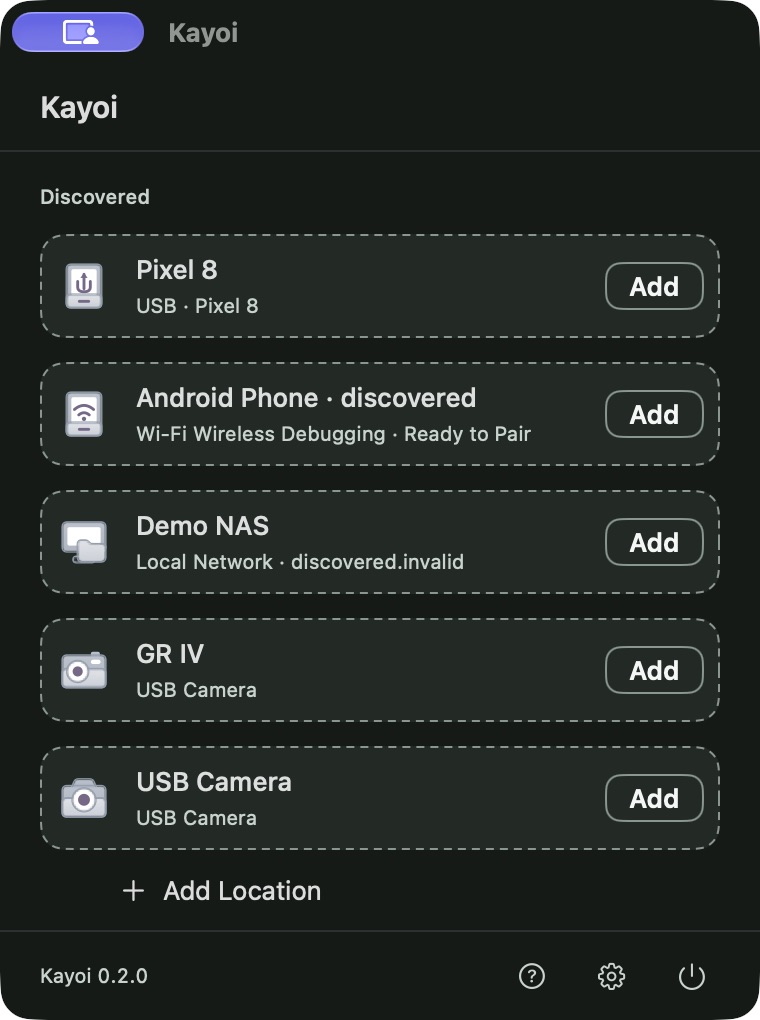 Kayoi
Kayoi
Discovered
Pixel 8
USB · Pixel 8
Add
Android Phone · discovered
Wi-Fi Wireless Debugging · Ready to Pair
Add
Demo NAS
Local Network · discovered.invalid
Add
GR IV
USB Camera
Add
USB Camera
USB Camera
Add
+ Add Location
Kayoi 0.2.0